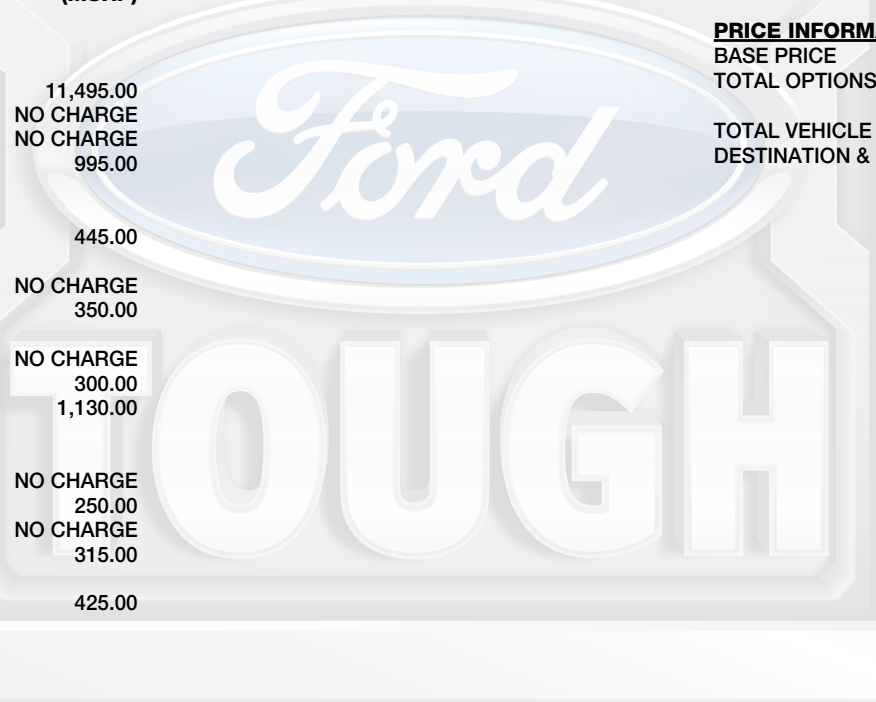 11,495.00
NO CHARGE
NO CHARGE
995.00
445.00
NO CHARGE
350.00
NO CHARGE
300.00
1,130.00
NO CHARGE
250.00
NO CHARGE
315.00
425.00
PRICE
BASE PRICE
TOTAL OPTIONS
TOTAL VEHICLE
DESTINATION &
Ford
TOUGH